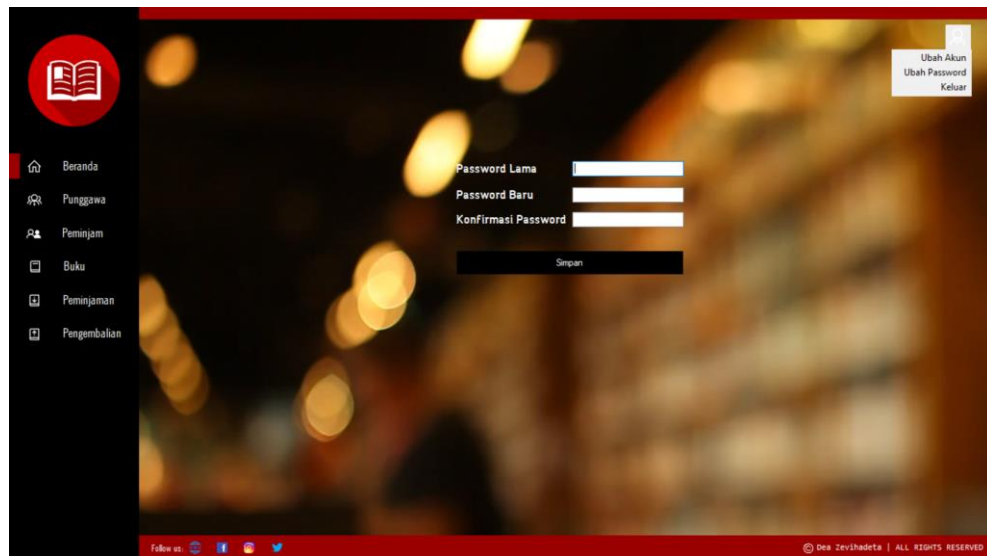 Ubah Akun
Ubah Password
Keluar
Beranda
Punggawa
Peminjam
Buku
Peminjaman
Pengembalian
Password Lama
Password Baru
Konfirmasi Password
Simpan
Follow us:
© Dea Zevihadeta | ALL RIGHTS RESERVED